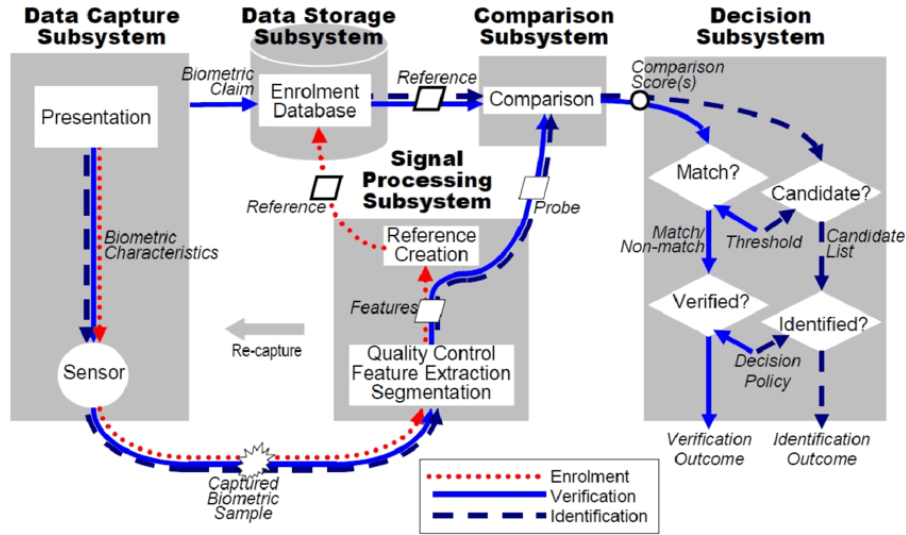 Data Capture
Subsystem
Data Storage
Subsystem
Comparison
Subsystem
Decision
Subsystem
Presentation
Biometric
Claim
Enrolment
Database
Reference
Comparison
Comparison
Score(s)
Signal
Processing
Subsystem
Match?
Candidate?
Reference
Probe
Biometric
Characteristics
Reference
Creation
Match/
Non-match
Threshold
Candidate
List
Features
Verified?
Identified?
Re-capture
Sensor
Quality Control
Feature Extraction
Segmentation
Decision
Policy
Verification
Outcome
Identification
Outcome
Captured
Biometric
Sample
Enrolment
Verification
Identification